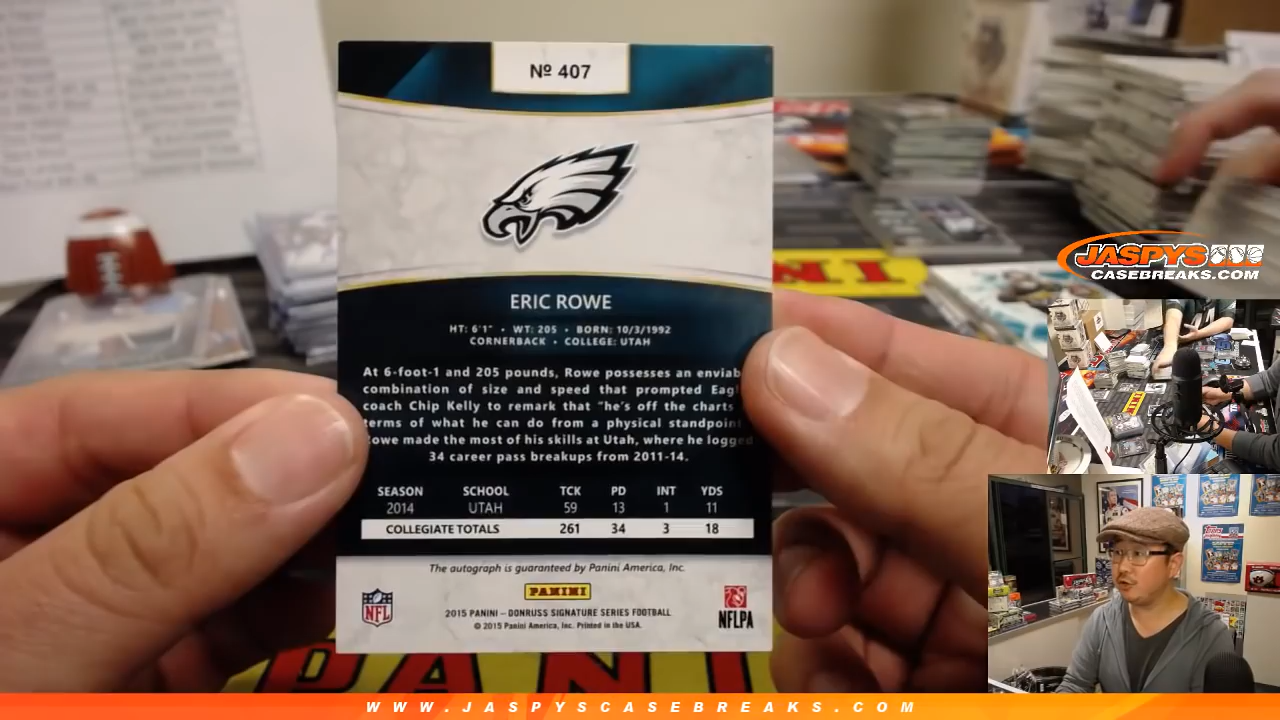 Nº 407
ERIC ROWE
HT: 6'1" • WT: 205 • BORN: 10/3/1992
CORNERBACK • COLLEGE: UTAH
At 6-foot-1 and 205 pounds, Rowe possesses an enviab
combination of size and speed that prompted Eagl
coach Chip Kelly to remark that "he's off the charts
terms of what he can do from a physical standpoint
Rowe made the most of his skills at Utah, where he logged
34 career pass breakups from 2011-14.
SEASON SCHOOL TCK PD INT YDS
2014 UTAH 59 13 1 11
COLLEGIATE TOTALS 261 34 3 18
The autograph is guaranteed by Panini America, Inc.
PANINI
2015 PANINI – DONRUSS SIGNATURE SERIES FOOTBALL
© 2015 Panini America, Inc. Printed in the USA.
NFL
NFLPA
JASPYS
CASEBREAKS.COM
PANINI
WWW.JASPYSCASEBREAKS.COM